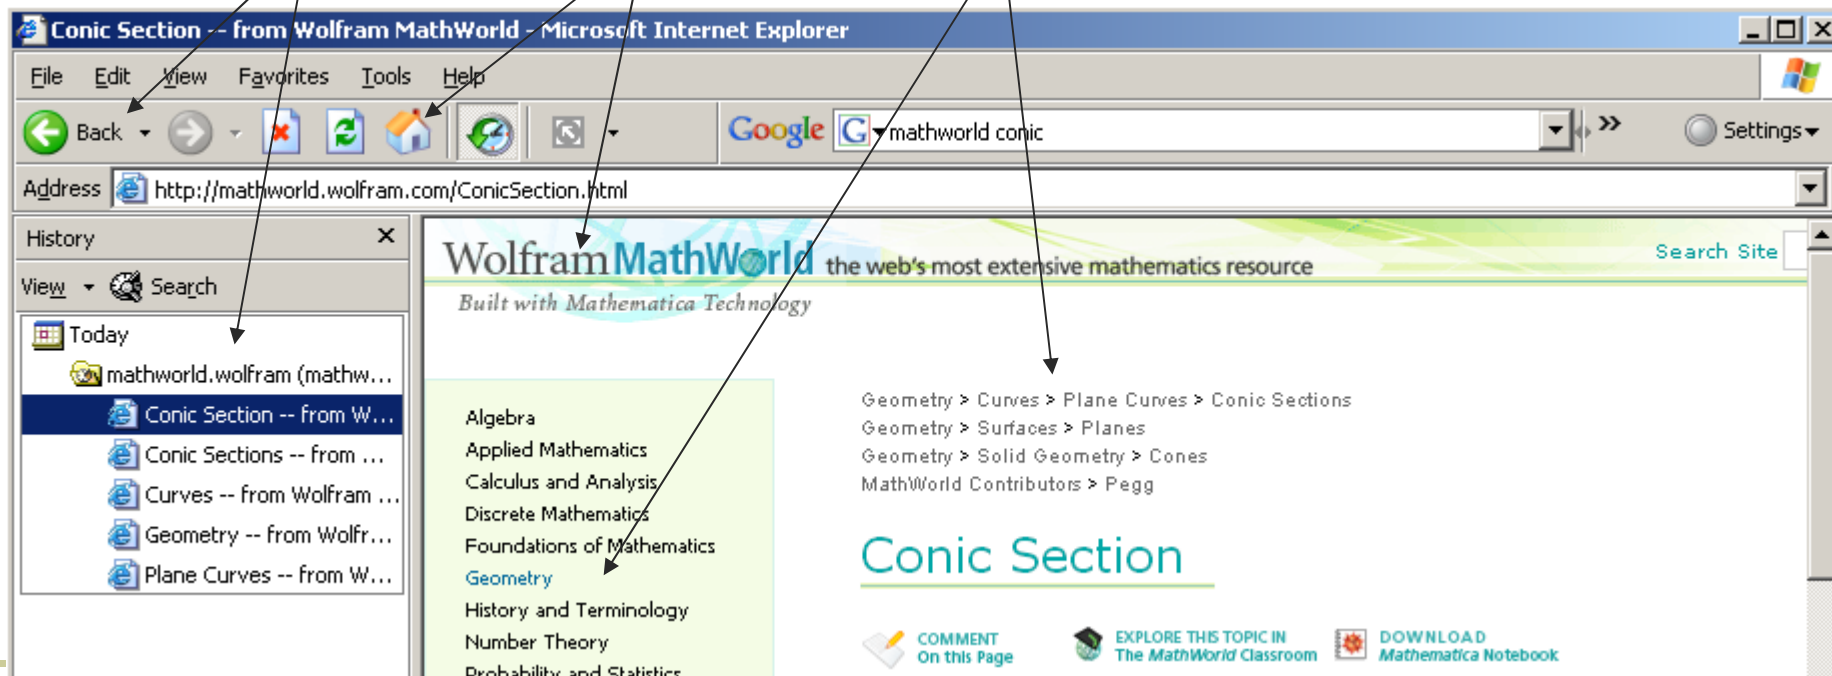 Conic Section -- from Wolfram MathWorld - Microsoft Internet Explorer
File Edit View Favorites Tools Help
Back Google G mathworld conic » Settings
Address http://mathworld.wolfram.com/ConicSection.html
History
View Search
Today
mathworld.wolfram (mathw...
Conic Section -- from W...
Conic Sections -- from ...
Curves -- from Wolfram ...
Geometry -- from Wolfr...
Plane Curves -- from W...
Wolfram MathWorld the web's most extensive mathematics resource
Search Site
Built with Mathematica Technology
Algebra
Applied Mathematics
Calculus and Analysis
Discrete Mathematics
Foundations of Mathematics
Geometry
History and Terminology
Number Theory
Probability and Statistics
Geometry > Curves > Plane Curves > Conic Sections
Geometry > Surfaces > Planes
Geometry > Solid Geometry > Cones
MathWorld Contributors > Pegg
Conic Section
COMMENT
On this Page
EXPLORE THIS TOPIC IN
The MathWorld Classroom
DOWNLOAD
Mathematica Notebook